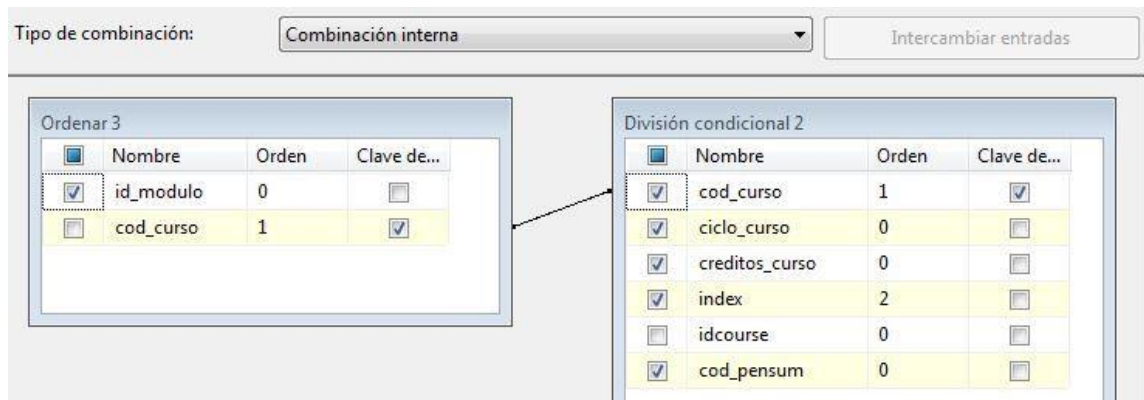 Tipo de combinación: Combinación interna Intercambiar entradas
Ordenar 3
Nombre Orden Clave de...
id_modulo 0
cod_curso 1
División condicional 2
Nombre Orden Clave de...
cod_curso 1
ciclo_curso 0
creditos_curso 0
index 2
idcourse 0
cod_pensum 0